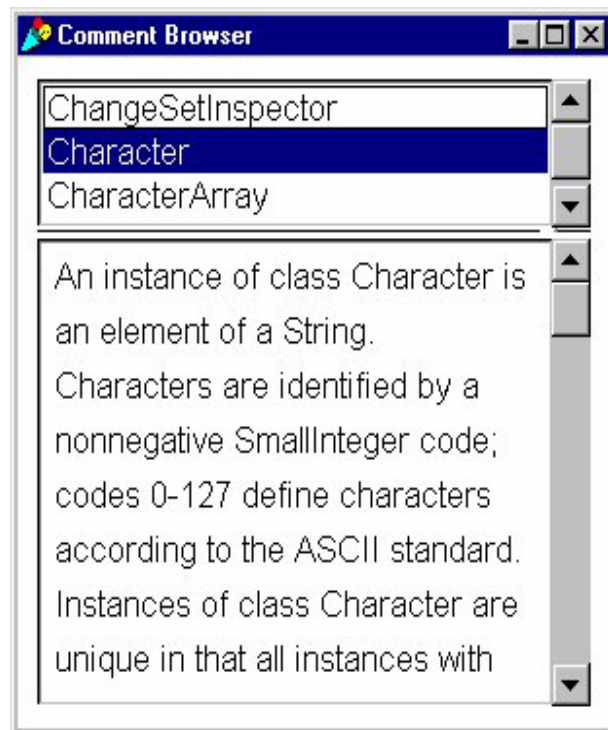 Comment Browser
ChangeSetInspector
Character
CharacterArray
An instance of class Character is
an element of a String.
Characters are identified by a
nonnegative SmallInteger code;
codes 0-127 define characters
according to the ASCII standard.
Instances of class Character are
unique in that all instances with